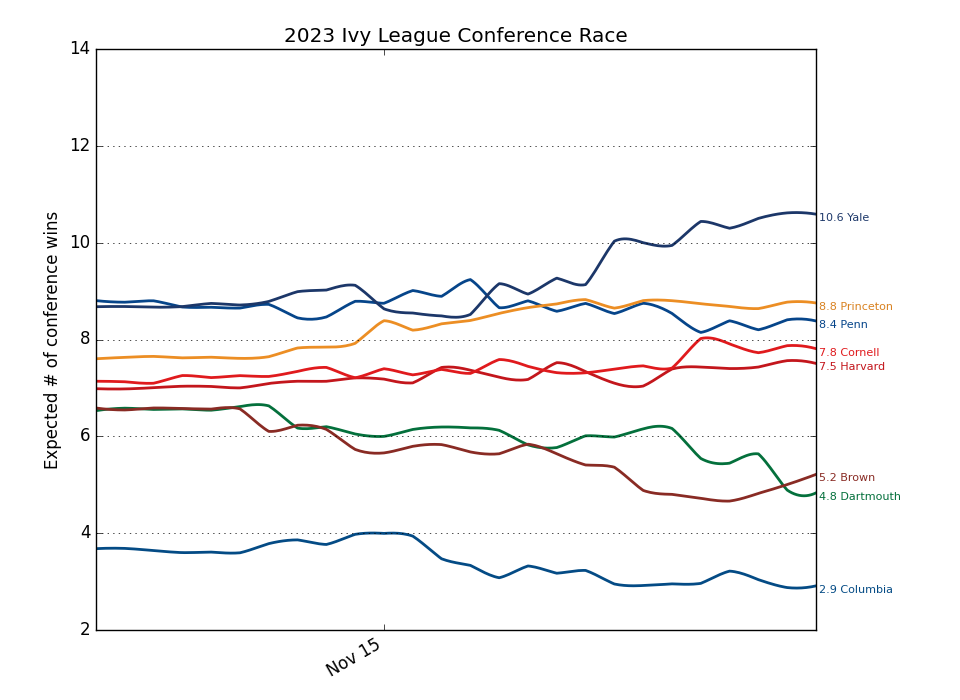 2023 Ivy League Conference Race
Expected # of conference wins
14
12
10
8
6
4
2
Nov 15
10.6 Yale
8.8 Princeton
8.4 Penn
7.8 Cornell
7.5 Harvard
5.2 Brown
4.8 Dartmouth
2.9 Columbia